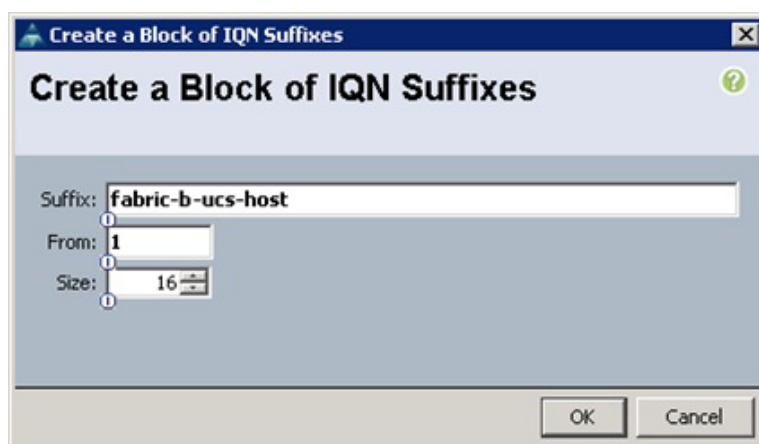 Create a Block of IQN Suffixes
Create a Block of IQN Suffixes
Suffix: fabric-b-ucs-host
From: 1
Size: 16
OK Cancel